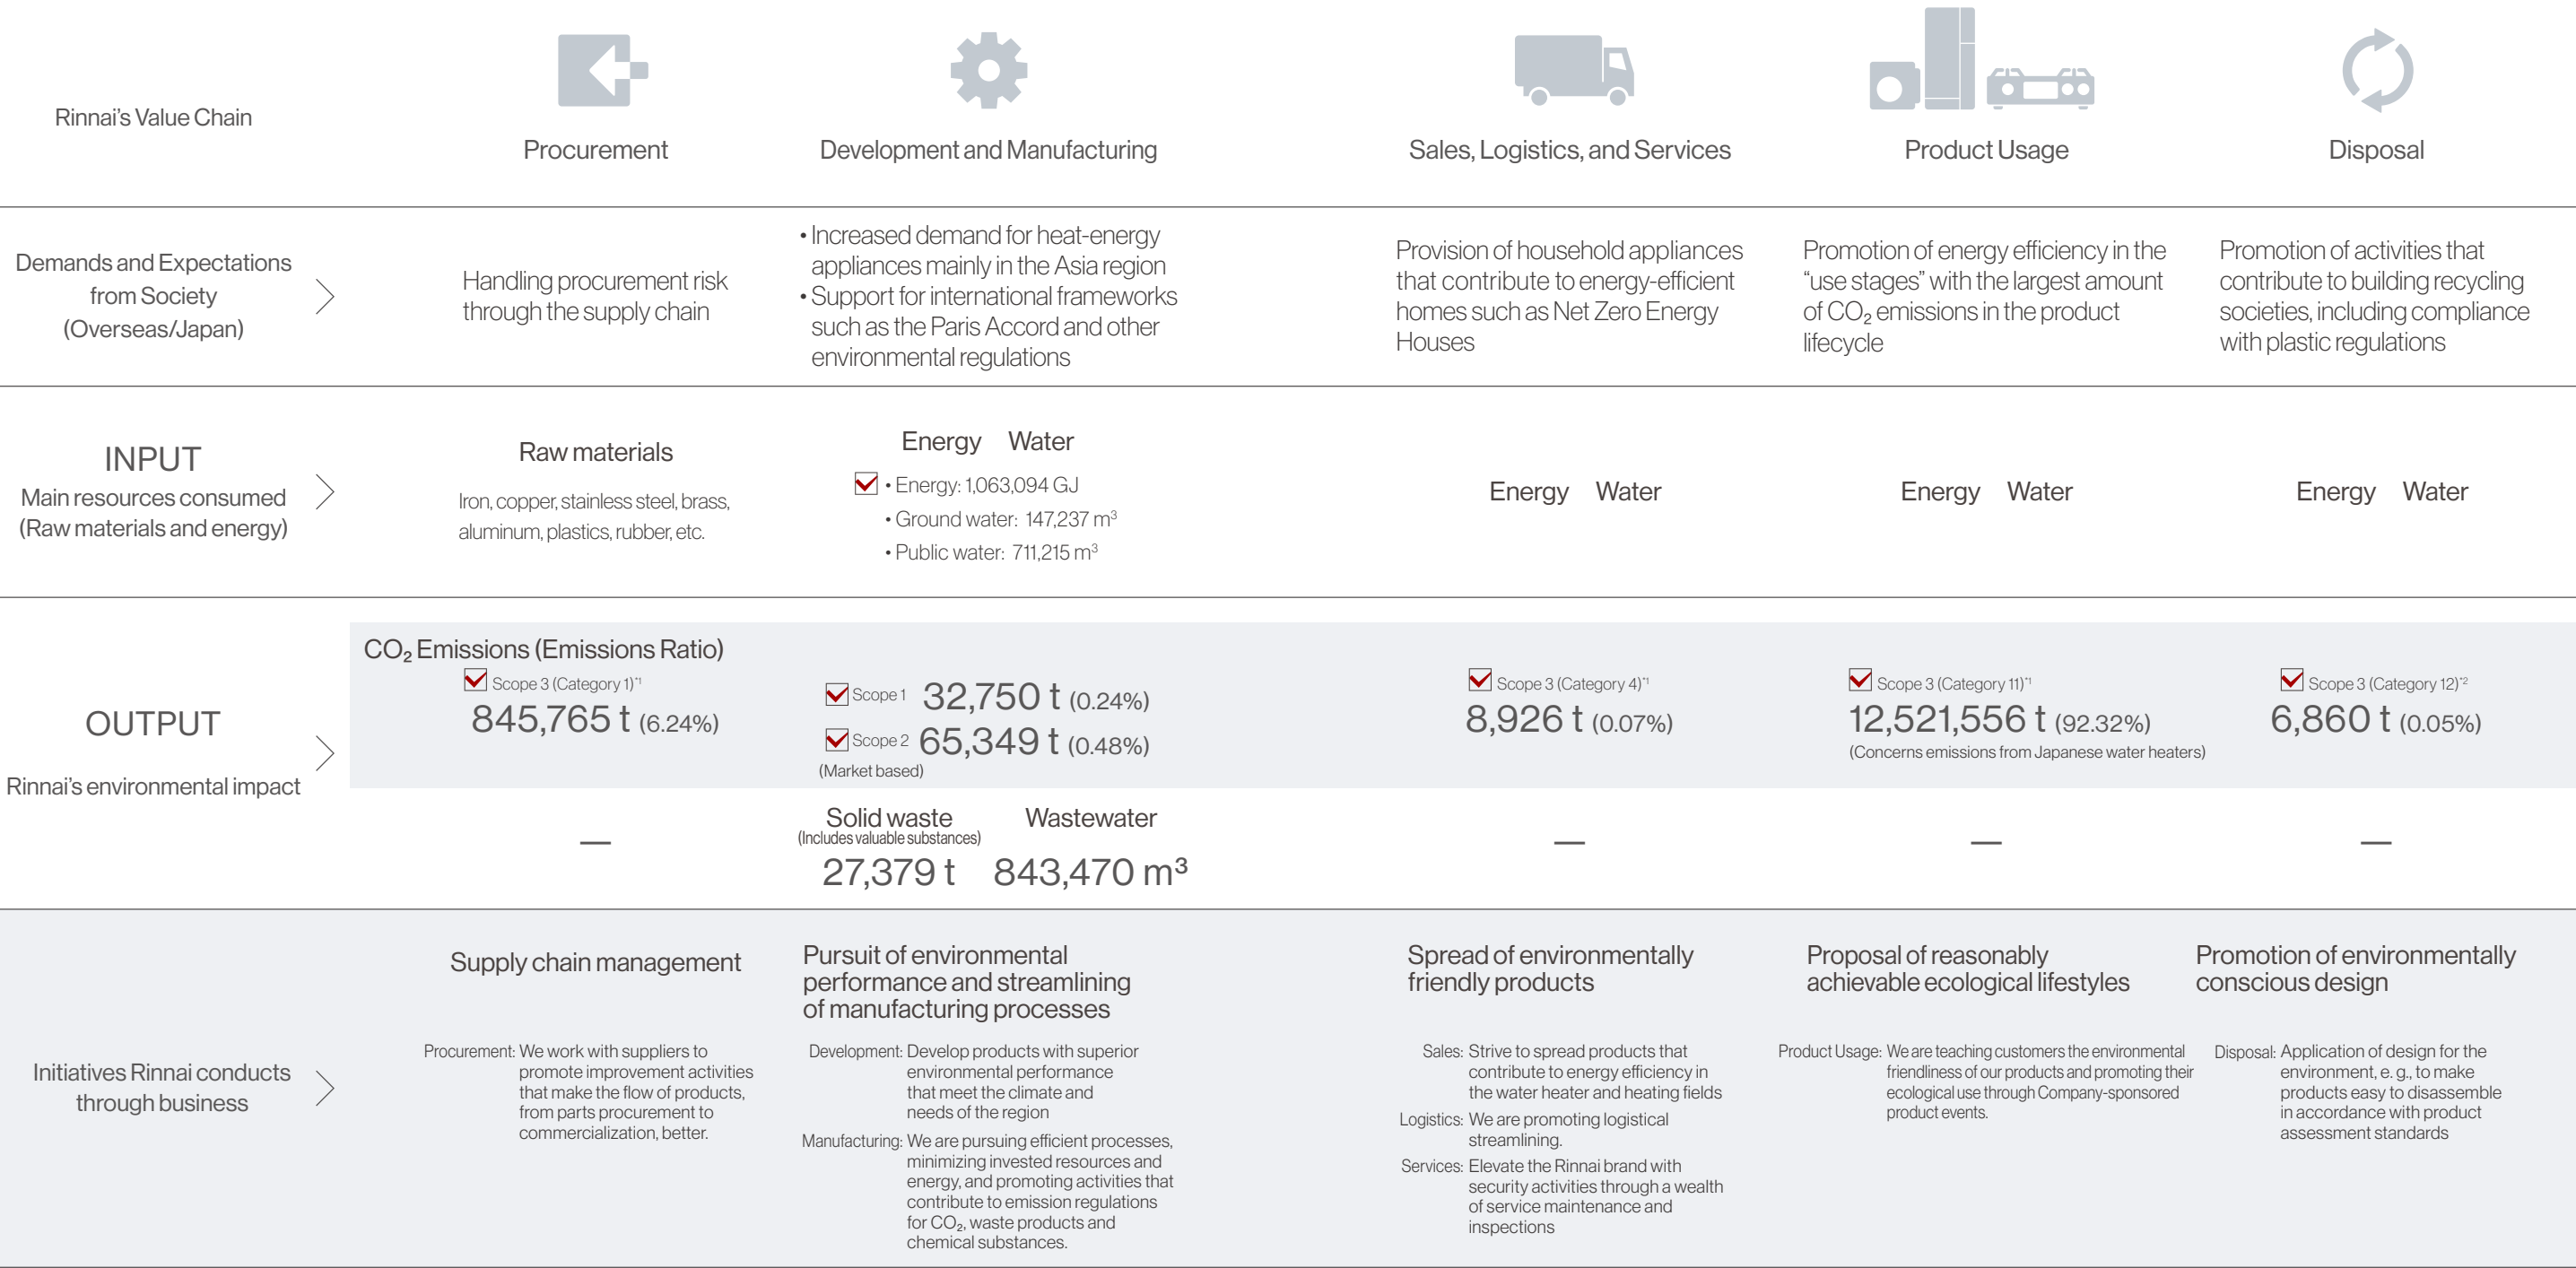 Rinnai's Value Chain
Procurement
Development and Manufacturing
Sales, Logistics, and Services
Product Usage
Disposal
Demands and Expectations
from Society
(Overseas/Japan)
Handling procurement risk
through the supply chain
• Increased demand for heat-energy
appliances mainly in the Asia region
• Support for international frameworks
such as the Paris Accord and other
environmental regulations
Provision of household appliances
that contribute to energy-efficient
homes such as Net Zero Energy
Houses
Promotion of energy efficiency in the
“use stages” with the largest amount
of CO₂ emissions in the product
lifecycle
Promotion of activities that
contribute to building recycling
societies, including compliance
with plastic regulations
INPUT
Main resources consumed
(Raw materials and energy)
Raw materials
Iron, copper, stainless steel, brass,
aluminum, plastics, rubber, etc.
Energy Water
• Energy: 1,063,094 GJ
• Ground water: 147,237 m³
• Public water: 711,215 m³
Energy Water
Energy Water
Energy Water
OUTPUT
Rinnai's environmental impact
CO₂ Emissions (Emissions Ratio)
Scope 3 (Category 1)*1
845,765 t (6.24%)
Scope 1 32,750 t (0.24%)
Scope 2 65,349 t (0.48%)
(Market based)
Scope 3 (Category 4)*1
8,926 t (0.07%)
Scope 3 (Category 11)*1
12,521,556 t (92.32%)
(Concerns emissions from Japanese water heaters)
Scope 3 (Category 12)*2
6,860 t (0.05%)
—
Solid waste
(Includes valuable substances)
27,379 t
Wastewater
843,470 m³
—
—
—
Initiatives Rinnai conducts
through business
Supply chain management
Procurement: We work with suppliers to
promote improvement activities
that make the flow of products,
from parts procurement to
commercialization, better.
Pursuit of environmental
performance and streamlining
of manufacturing processes
Development: Develop products with superior
environmental performance
that meet the climate and
needs of the region
Manufacturing: We are pursuing efficient processes,
minimizing invested resources and
energy, and promoting activities that
contribute to emission regulations
for CO₂, waste products and
chemical substances.
Spread of environmentally
friendly products
Sales: Strive to spread products that
contribute to energy efficiency in
the water heater and heating fields
Logistics: We are promoting logistical
streamlining.
Services: Elevate the Rinnai brand with
security activities through a wealth
of service maintenance and
inspections
Proposal of reasonably
achievable ecological lifestyles
Product Usage: We are teaching customers the environmental
friendliness of our products and promoting their
ecological use through Company-sponsored
product events.
Promotion of environmentally
conscious design
Disposal: Application of design for the
environment, e. g., to make
products easy to disassemble
in accordance with product
assessment standards